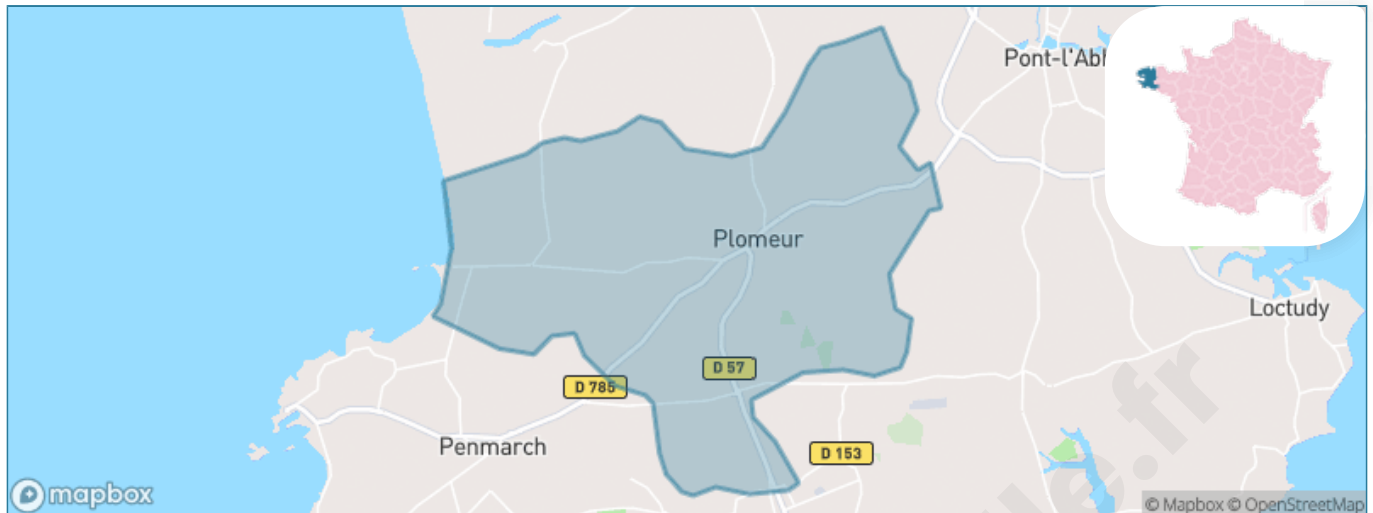 Pont-l'Abb
Plomeur
Loctudy
D 57
D 785
Penmarch
D 153
mapbox
© Mapbox © OpenStreetMap